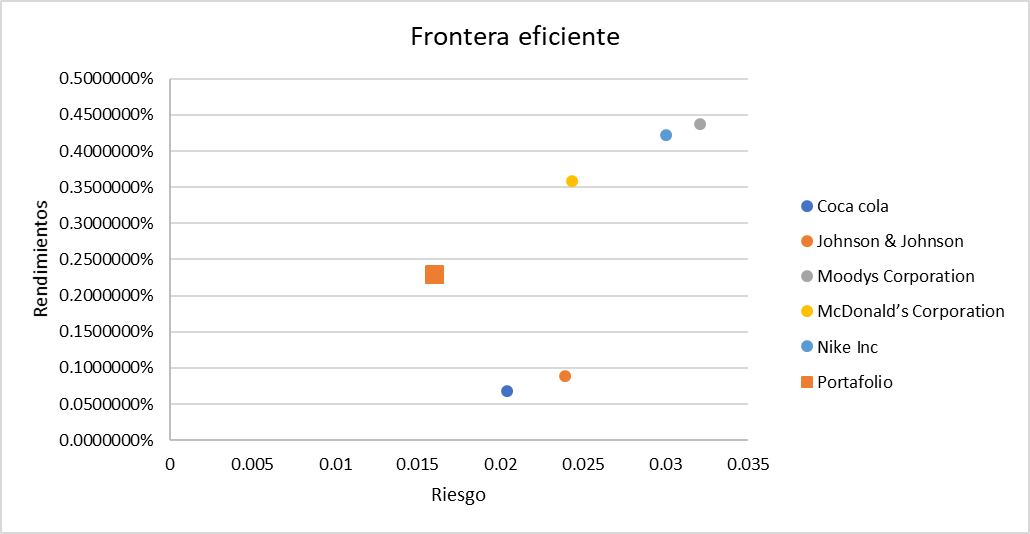 Frontera eficiente
0.5000000%
0.4500000%
0.4000000%
0.3500000%
0.3000000%
0.2500000%
0.2000000%
0.1500000%
0.1000000%
0.0500000%
0.0000000%
Rendimientos
0 0.005 0.01 0.015 0.02 0.025 0.03 0.035
Riesgo
Coca cola
Johnson & Johnson
Moodys Corporation
McDonald’s Corporation
Nike Inc
Portafolio